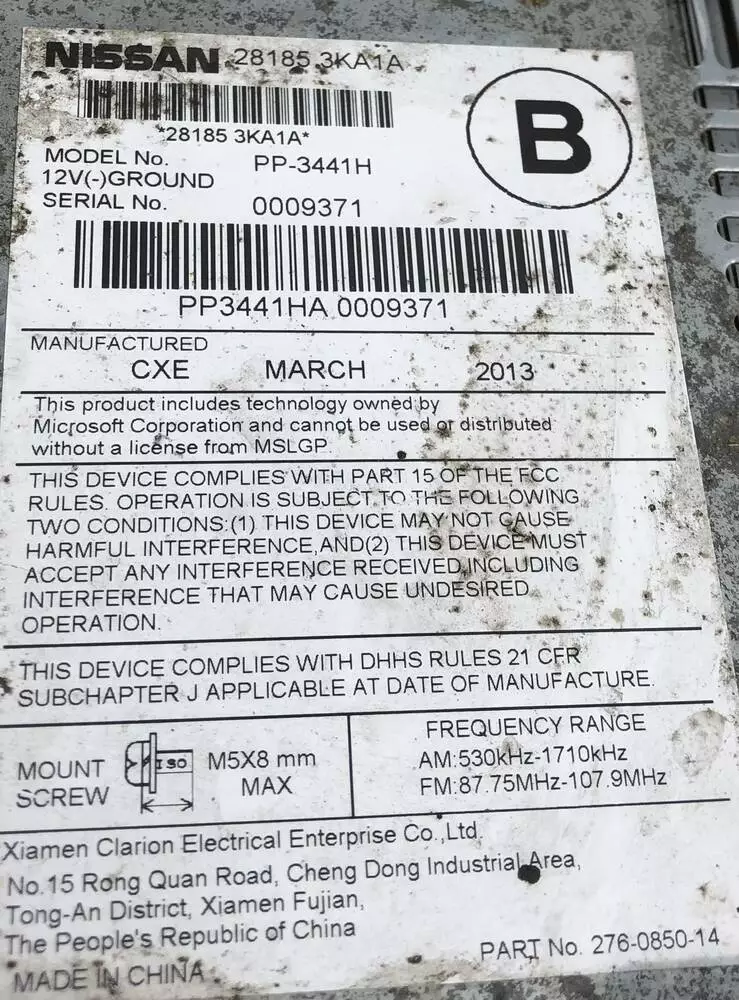 NISSAN 28185 3KA1A
B
*28185 3KA1A*
MODEL No. PP-3441H
12V(-)GROUND
SERIAL No. 0009371
PP3441HA 0009371
MANUFACTURED
CXE MARCH 2013
This product includes technology owned by
Microsoft Corporation and cannot be used or distributed
without a license from MSLGP.
THIS DEVICE COMPLIES WITH PART 15 OF THE FCC
RULES. OPERATION IS SUBJECT TO THE FOLLOWING
TWO CONDITIONS:(1) THIS DEVICE MAY NOT CAUSE
HARMFUL INTERFERENCE,AND(2) THIS DEVICE MUST
ACCEPT ANY INTERFERENCE RECEIVED,INCLUDING
INTERFERENCE THAT MAY CAUSE UNDESIRED
OPERATION.
THIS DEVICE COMPLIES WITH DHHS RULES 21 CFR
SUBCHAPTER J APPLICABLE AT DATE OF MANUFACTURE.
MOUNT
SCREW
ISO
M5X8 mm
MAX
FREQUENCY RANGE
AM:530kHz-1710kHz
FM:87.75MHz-107.9MHz
Xiamen Clarion Electrical Enterprise Co.,Ltd.
No.15 Rong Quan Road, Cheng Dong Industrial Area,
Tong-An District, Xiamen Fujian,
The People's Republic of China
MADE IN CHINA
PART No. 276-0850-14